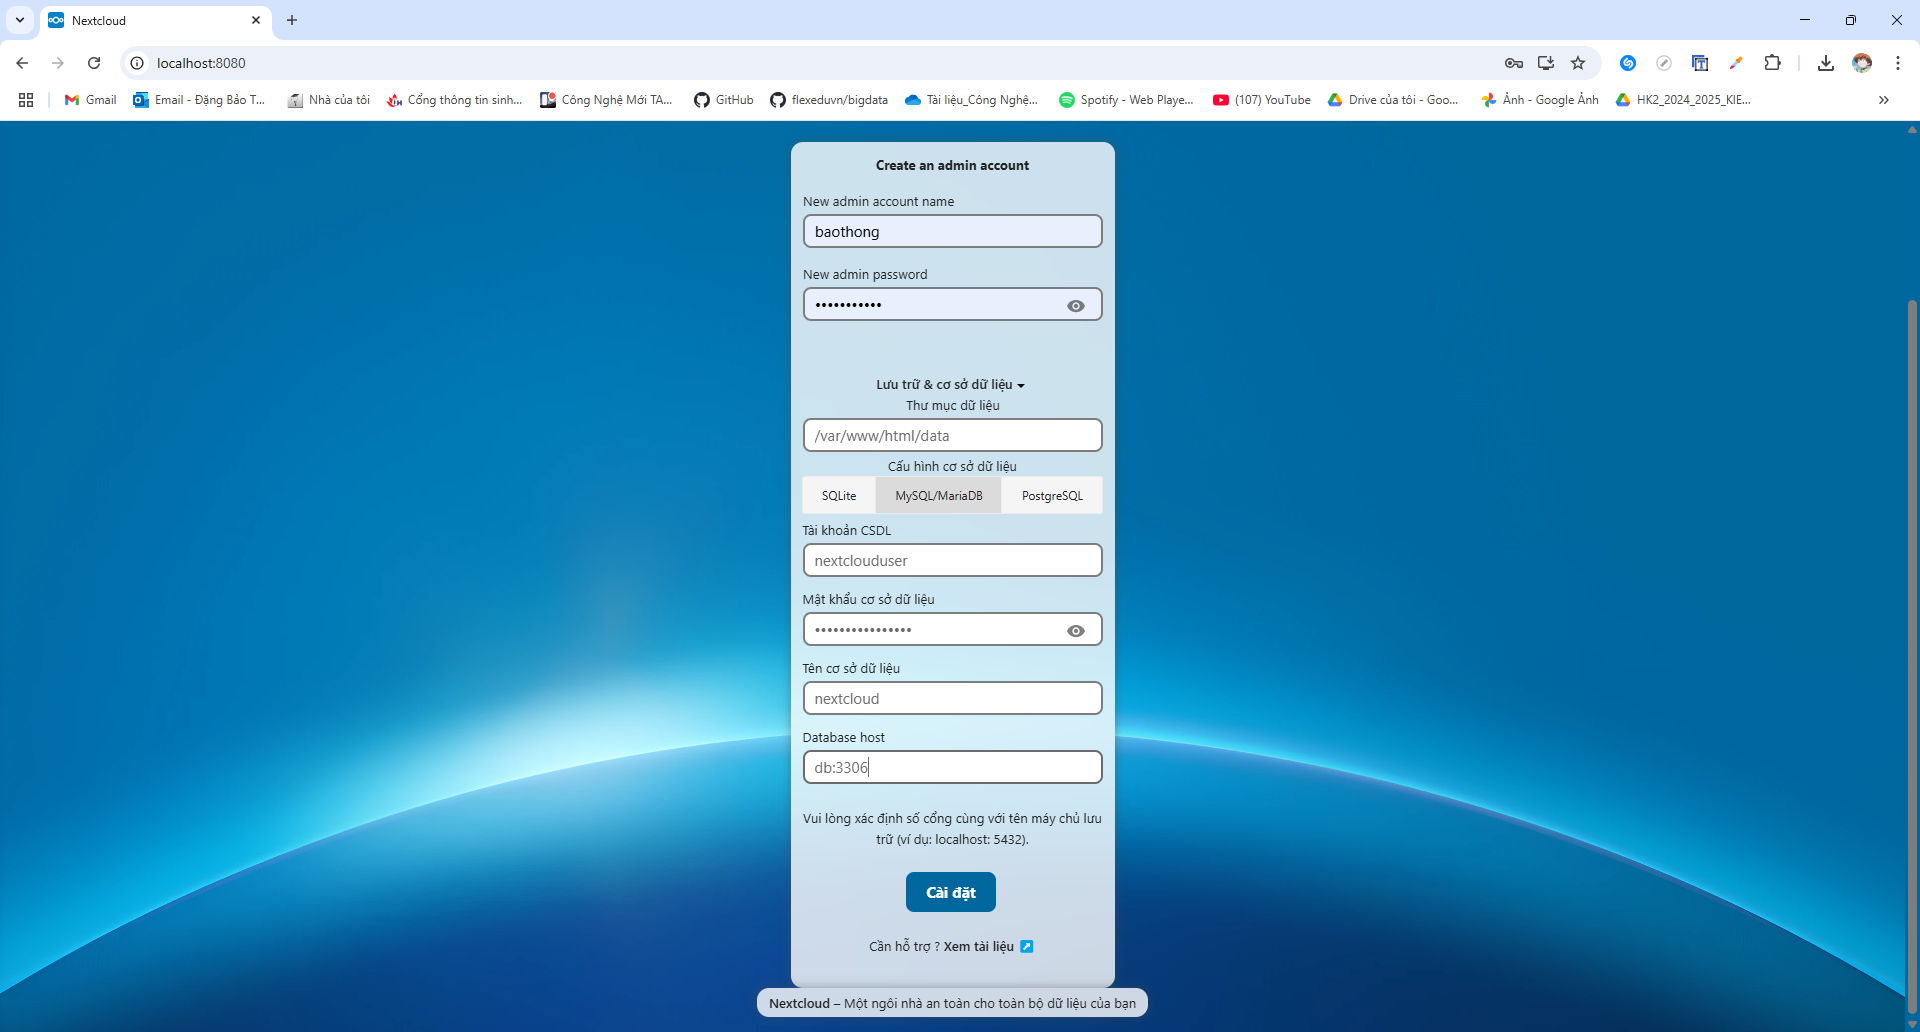 Nextcloud
localhost:8080
Gmail
Email - Đặng Bảo T...
Nhà của tôi
Cổng thông tin sinh...
Công Nghệ Mới TA...
GitHub
flexeduvn/bigdata
Tài liệu_Công Nghệ...
Spotify - Web Playe...
(107) YouTube
Drive của tôi - Goo...
Ảnh - Google Ảnh
HK2_2024_2025_KIE...
Create an admin account
New admin account name
baothong
New admin password
•••••••••••
Lưu trữ & cơ sở dữ liệu
Thư mục dữ liệu
/var/www/html/data
Cấu hình cơ sở dữ liệu
SQLite MySQL/MariaDB PostgreSQL
Tài khoản CSDL
nextclouduser
Mật khẩu cơ sở dữ liệu
••••••••••••••••
Tên cơ sở dữ liệu
nextcloud
Database host
db:3306
Vui lòng xác định số cổng cùng với tên máy chủ lưu
trữ (ví dụ: localhost: 5432).
Cài đặt
Cần hỗ trợ ? Xem tài liệu
Nextcloud – Một ngôi nhà an toàn cho toàn bộ dữ liệu của bạn